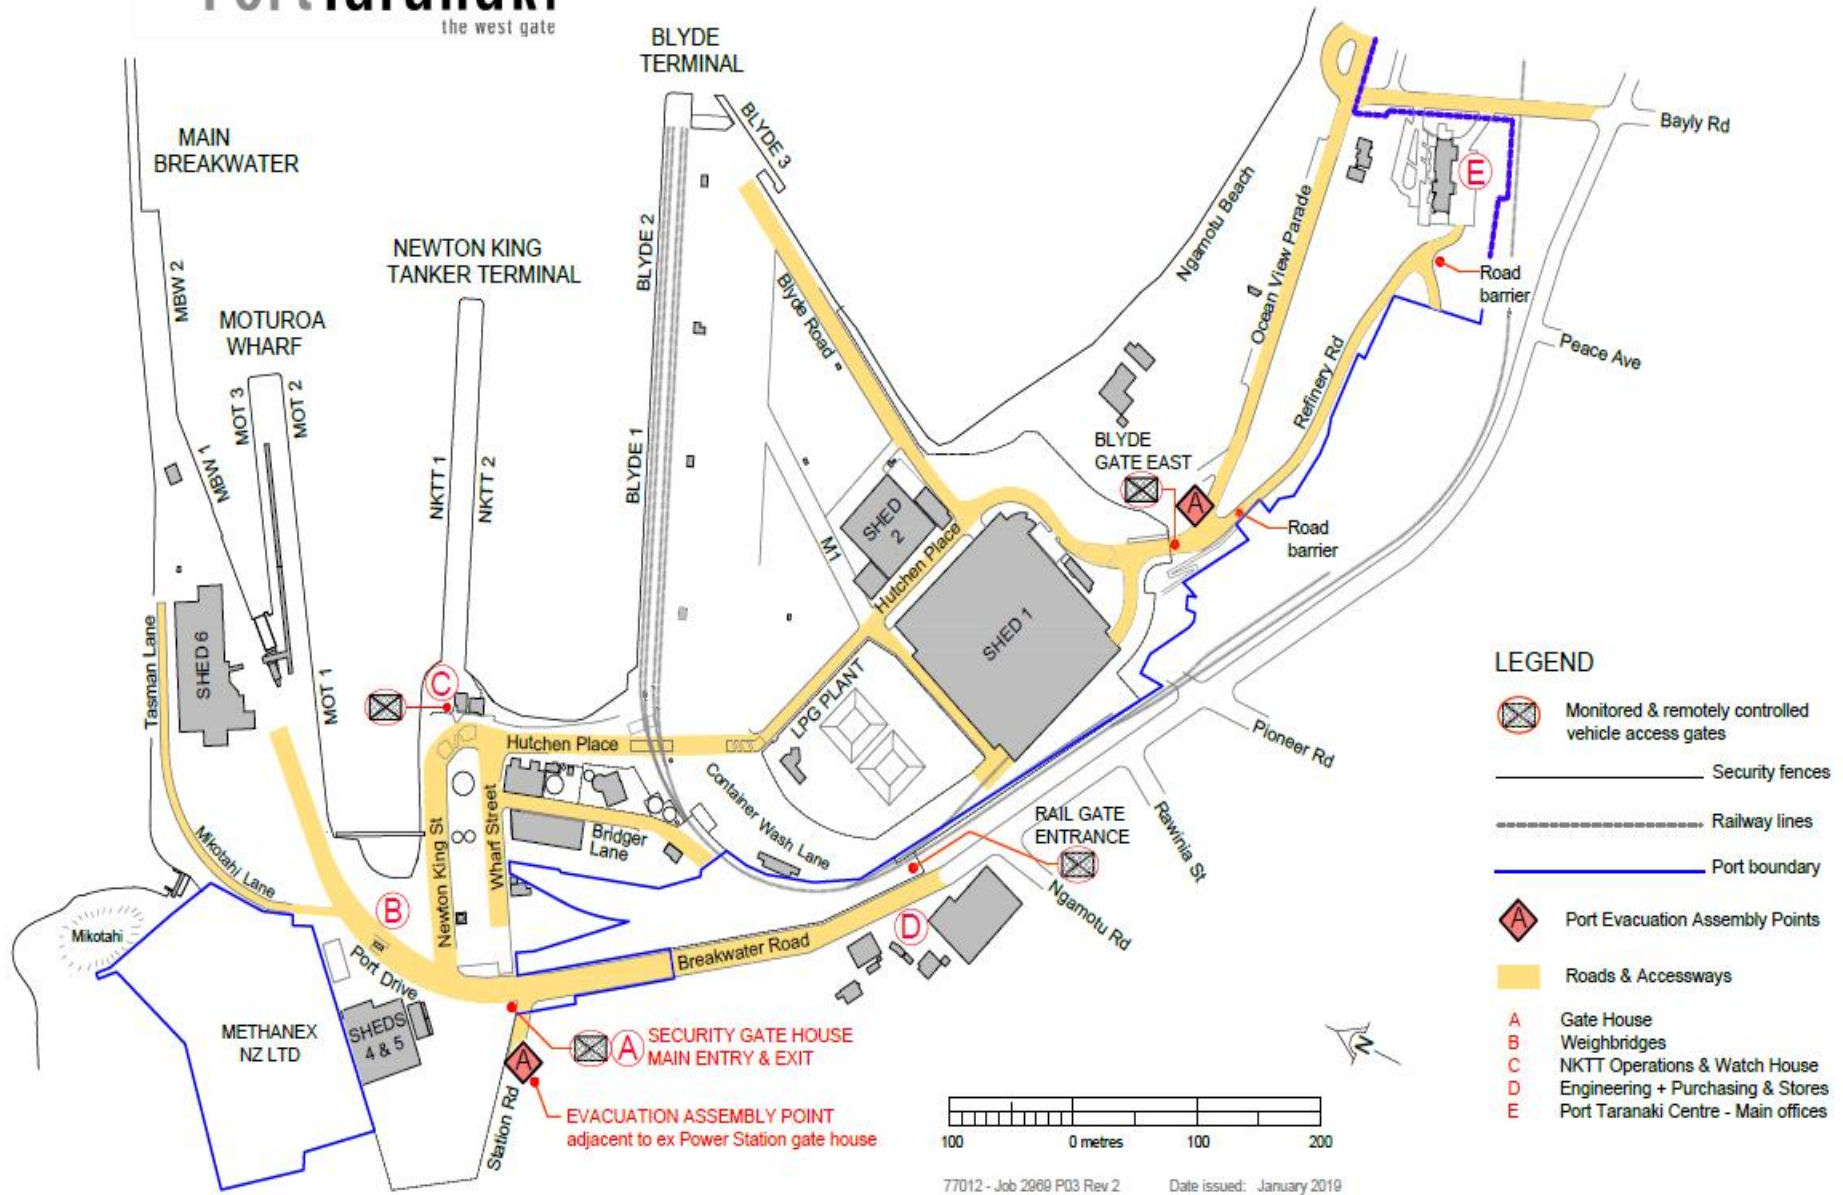 Port Taranaki
the west gate
BLYDE
TERMINAL
MAIN
BREAKWATER
BLYDE 3
Bayly Rd
E
NEWTON KING
TANKER TERMINAL
BLYDE 2
Ngamotu Beach
Ocean View Parade
MBW 2
Road
barrier
MOTUROA
WHARF
Blyde Road
Peace Ave
Refinery Rd
MOT 3
MOT 2
MBW 1
NKTT 1
NKTT 2
BLYDE 1
BLYDE
GATE EAST
A
SHED
2
M1
Hutchen Place
Road
barrier
SHED 1
Tasman Lane
SHED 6
MOT 1
C
LPG PLANT
Hutchen Place
Pioneer Rd
Container Wash Lane
Wharf Street
Bridger
Lane
RAIL GATE
ENTRANCE
Rawinia St
Mikotahi Lane
Newton King St
B
Ngamotu Rd
D
Mikotahi
Port Drive
Breakwater Road
METHANEX
NZ LTD
SHEDS
4 & 5
A
SECURITY GATE HOUSE
MAIN ENTRY & EXIT
A
Station Rd
EVACUATION ASSEMBLY POINT
adjacent to ex Power Station gate house
N
100
0 metres
100
200
77012 - Job 2969 P03 Rev 2
Date issued: January 2019
LEGEND
Monitored & remotely controlled
vehicle access gates
Security fences
Railway lines
Port boundary
A
Port Evacuation Assembly Points
Roads & Accessways
A Gate House
B Weighbridges
C NKTT Operations & Watch House
D Engineering + Purchasing & Stores
E Port Taranaki Centre - Main offices